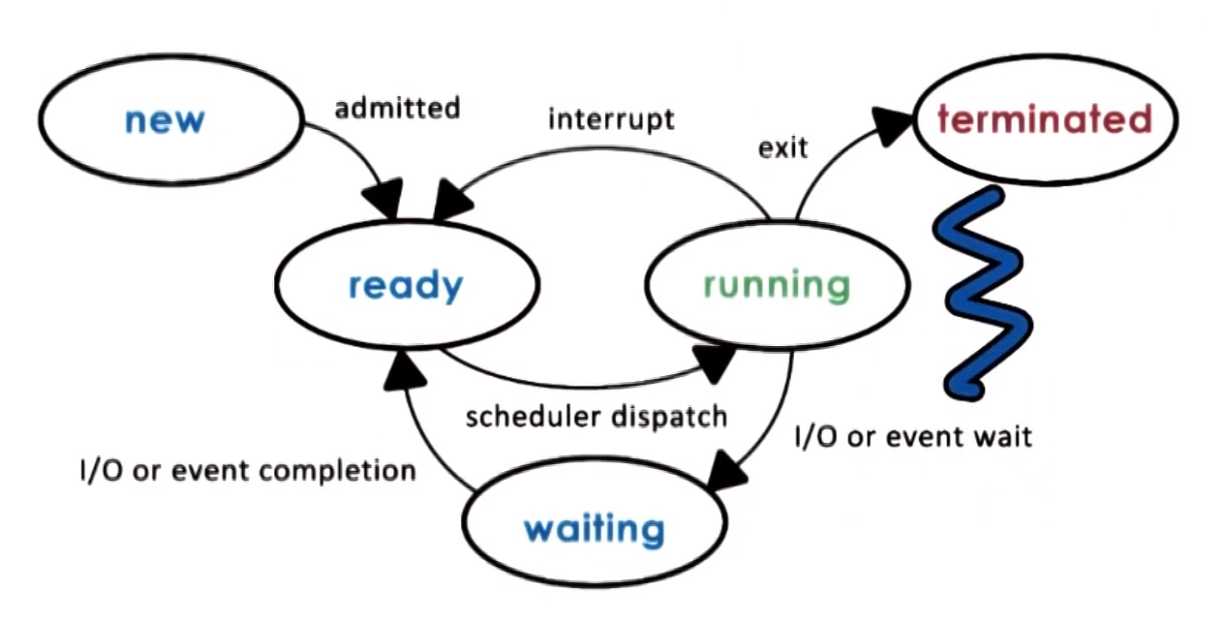 new
admitted
interrupt
exit
terminated
ready
running
scheduler dispatch
I/O or event wait
I/O or event completion
waiting